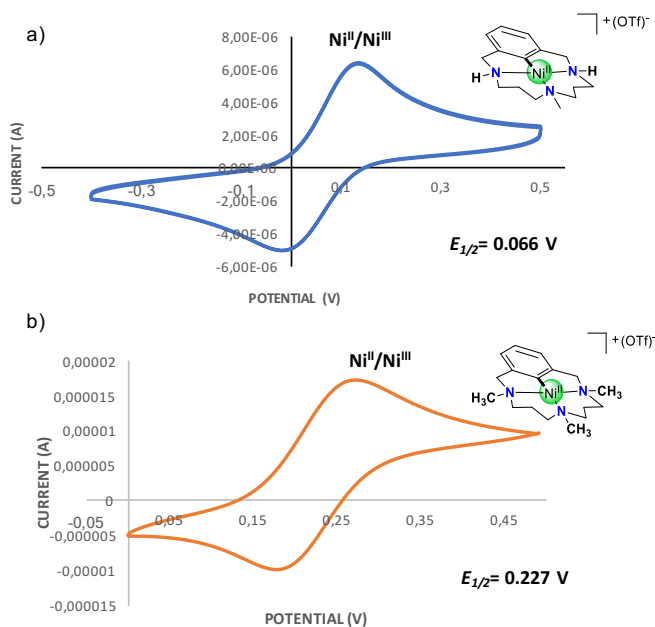 a)
Ni^II/Ni^III
+(OTf)-
H
N
Ni^II
N
H
N
8,00E-06
6,00E-06
4,00E-06
2,00E-06
0,00E+00
-2,00E-06
-4,00E-06
-6,00E-06
-0,5
-0,3
-0,1
0,1
0,3
0,5
CURRENT (A)
POTENTIAL (V)
E1/2= 0.066 V
b)
Ni^II/Ni^III
+(OTf)-
H3C
N
Ni^II
N
CH3
N
CH3
0,00002
0,000015
0,00001
0,000005
0
-0,000005
-0,00001
-0,000015
-0,05
0,05
0,15
0,25
0,35
0,45
CURRENT (A)
POTENTIAL (V)
E1/2= 0.227 V